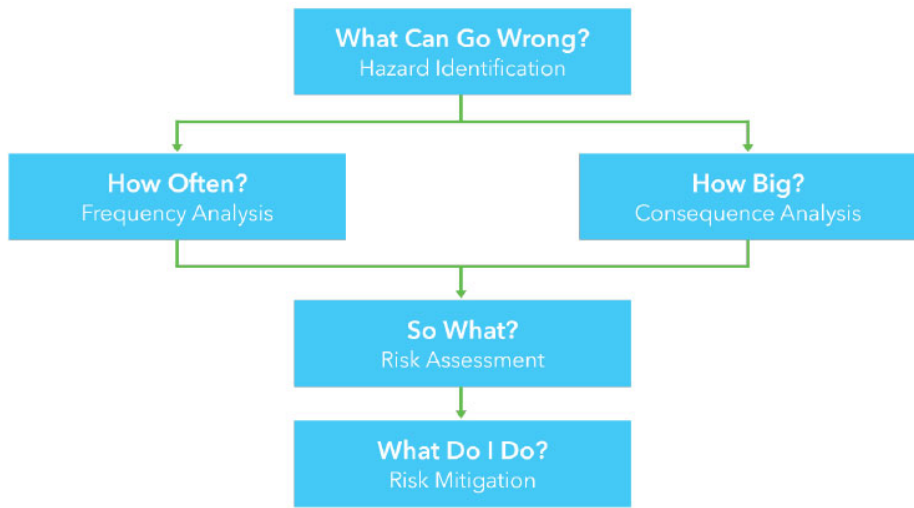 What Can Go Wrong?
Hazard Identification
How Often?
Frequency Analysis
How Big?
Consequence Analysis
So What?
Risk Assessment
What Do I Do?
Risk Mitigation